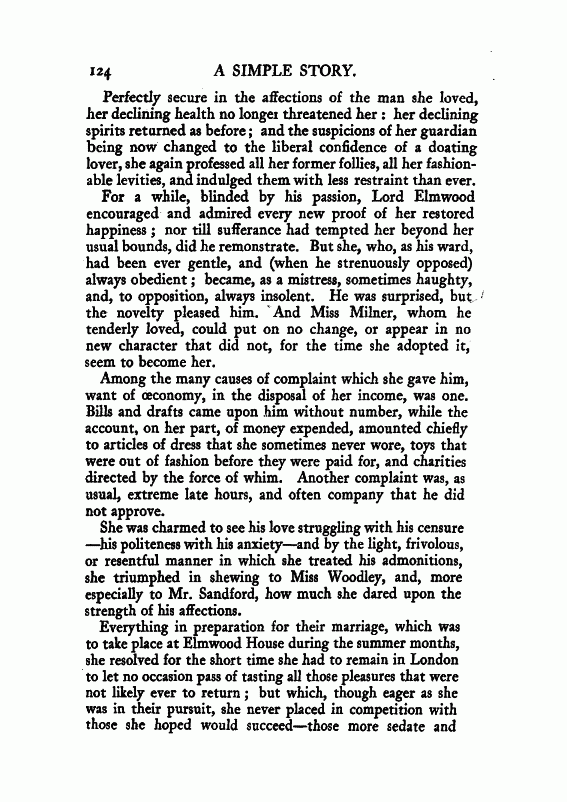 124 A SIMPLE STORY.
Perfectly secure in the affections of the man she loved,
her declining health no longer threatened her : her declining
spirits returned as before ; and the suspicions of her guardian
being now changed to the liberal confidence of a doating
lover, she again professed all her former follies, all her fashion-
able levities, and indulged them with less restraint than ever.
For a while, blinded by his passion, Lord Elmwood
encouraged and admired every new proof of her restored
happiness ; nor till sufferance had tempted her beyond her
usual bounds, did he remonstrate. But she, who, as his ward,
had been ever gentle, and (when he strenuously opposed)
always obedient ; became, as a mistress, sometimes haughty,
and, to opposition, always insolent. He was surprised, but
the novelty pleased him. And Miss Milner, whom he
tenderly loved, could put on no change, or appear in no
new character that did not, for the time she adopted it,
seem to become her.
Among the many causes of complaint which she gave him,
want of œconomy, in the disposal of her income, was one.
Bills and drafts came upon him without number, while the
account, on her part, of money expended, amounted chiefly
to articles of dress that she sometimes never wore, toys that
were out of fashion before they were paid for, and charities
directed by the force of whim. Another complaint was, as
usual, extreme late hours, and often company that he did
not approve.
She was charmed to see his love struggling with his censure
—his politeness with his anxiety—and by the light, frivolous,
or resentful manner in which she treated his admonitions,
she triumphed in shewing to Miss Woodley, and, more
especially to Mr. Sandford, how much she dared upon the
strength of his affections.
Everything in preparation for their marriage, which was
to take place at Elmwood House during the summer months,
she resolved for the short time she had to remain in London
to let no occasion pass of tasting all those pleasures that were
not likely ever to return ; but which, though eager as she
was in their pursuit, she never placed in competition with
those she hoped would succeed—those more sedate and